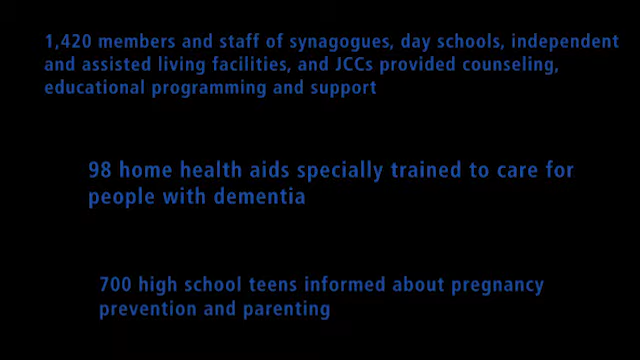 1,420 members and staff of synagogues, day schools, independent
and assisted living facilities, and JCCs provided counseling,
educational programming and support
98 home health aids specially trained to care for
people with dementia
700 high school teens informed about pregnancy
prevention and parenting